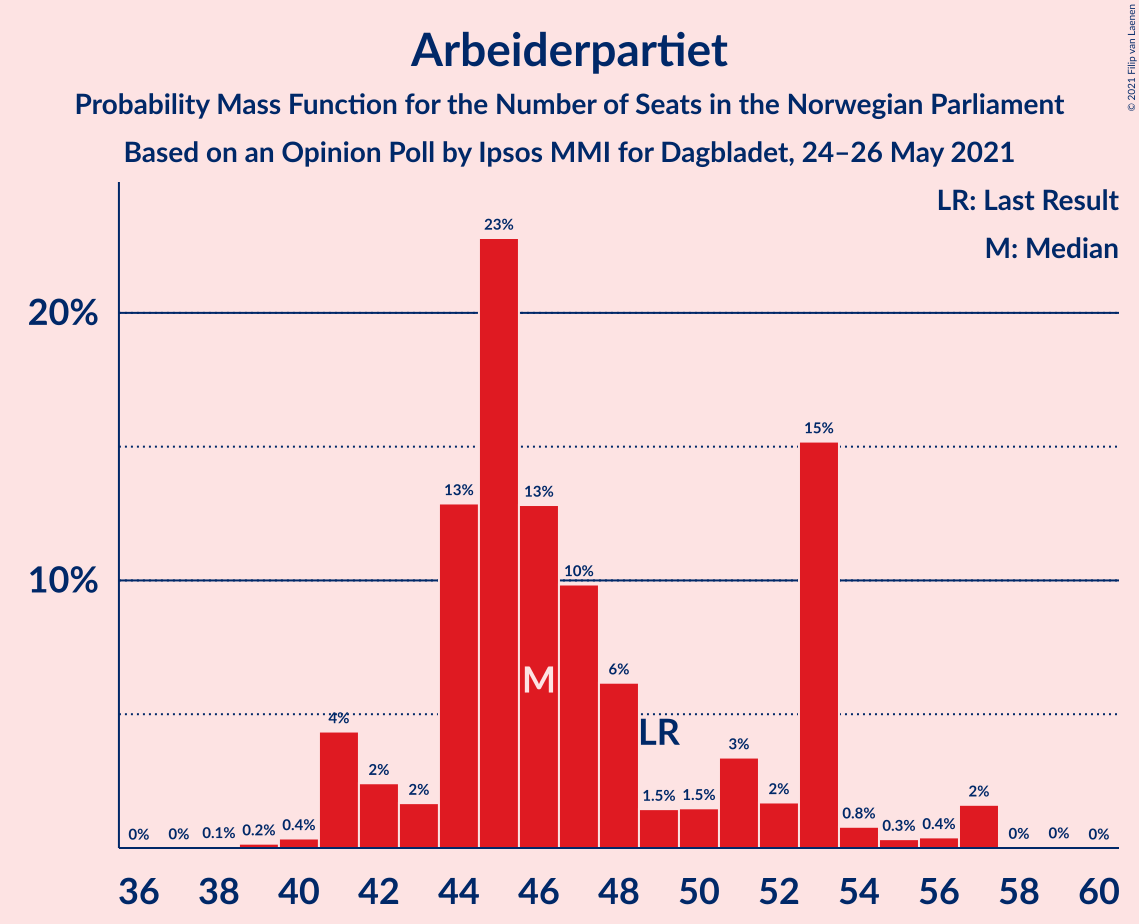 Arbeiderpartiet
Probability Mass Function for the Number of Seats in the Norwegian Parliament
Based on an Opinion Poll by Ipsos MMI for Dagbladet, 24–26 May 2021
© 2021 Filip van Laenen
LR: Last Result
M: Median
20%
10%
0% 0% 0.1% 0.2% 0.4% 4% 2% 2% 13% 23% 13% 10% 6% 1.5% 1.5% 3% 2% 15% 0.8% 0.3% 0.4% 2% 0% 0% 0%
M
LR
36 38 40 42 44 46 48 50 52 54 56 58 60